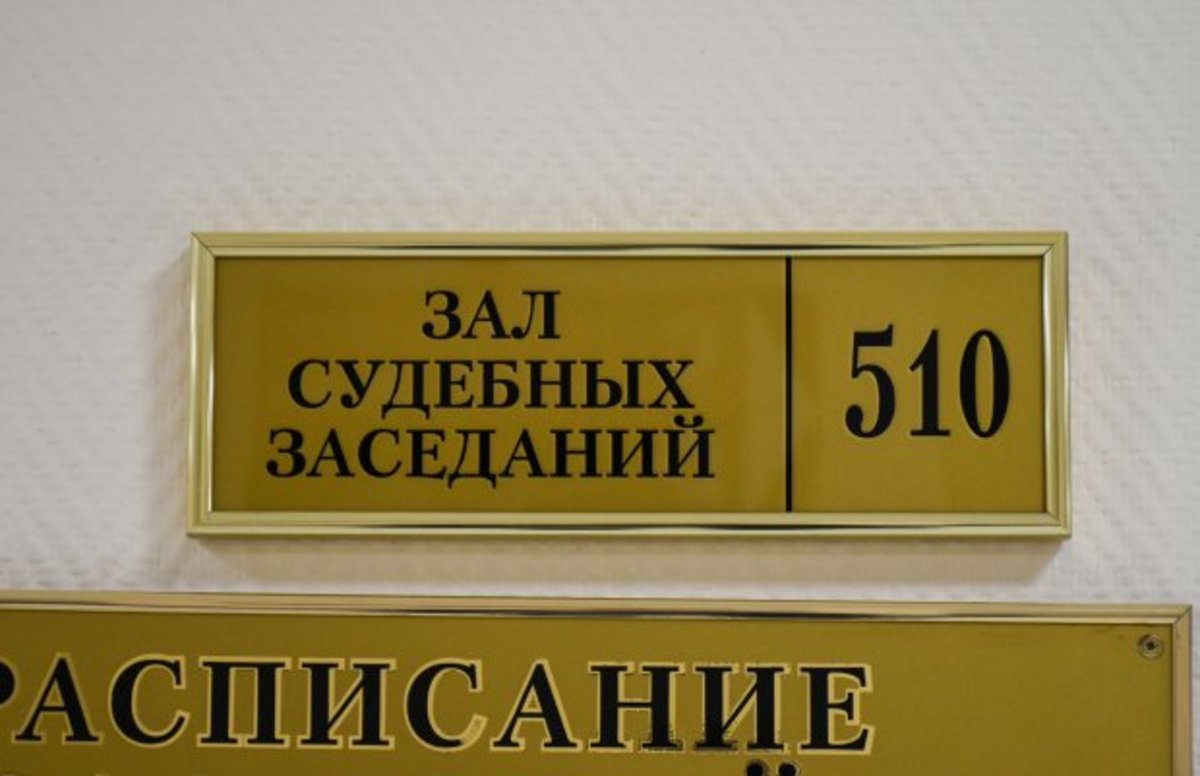 ЗАЛ
СУДЕБНЫХ
ЗАСЕДАНИЙ
510
РАСПИСАНИЕ